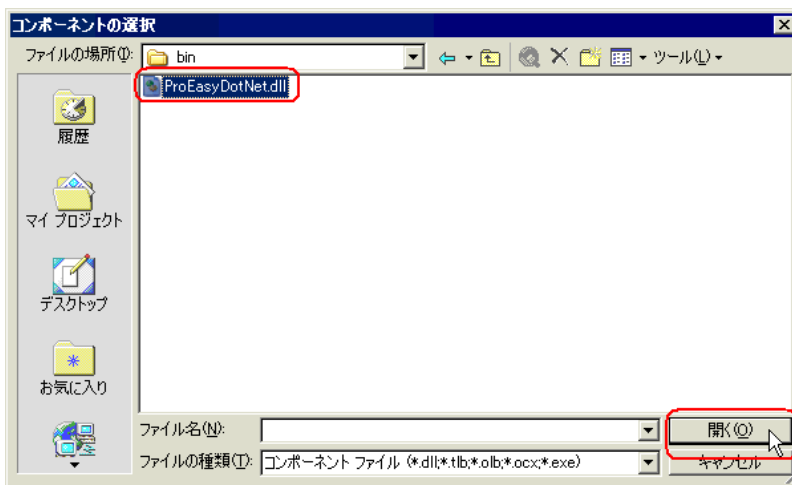 コンポーネントの選択
ファイルの場所(I):
bin
ツール(L)
ProEasyDotNet.dll
履歴
マイ プロジェクト
デスクトップ
お気に入り
ファイル名(N):
開く(O)
ファイルの種類(T):
コンポーネント ファイル (*.dll;*.tlb;*.olb;*.ocx;*.exe)
キャンセル